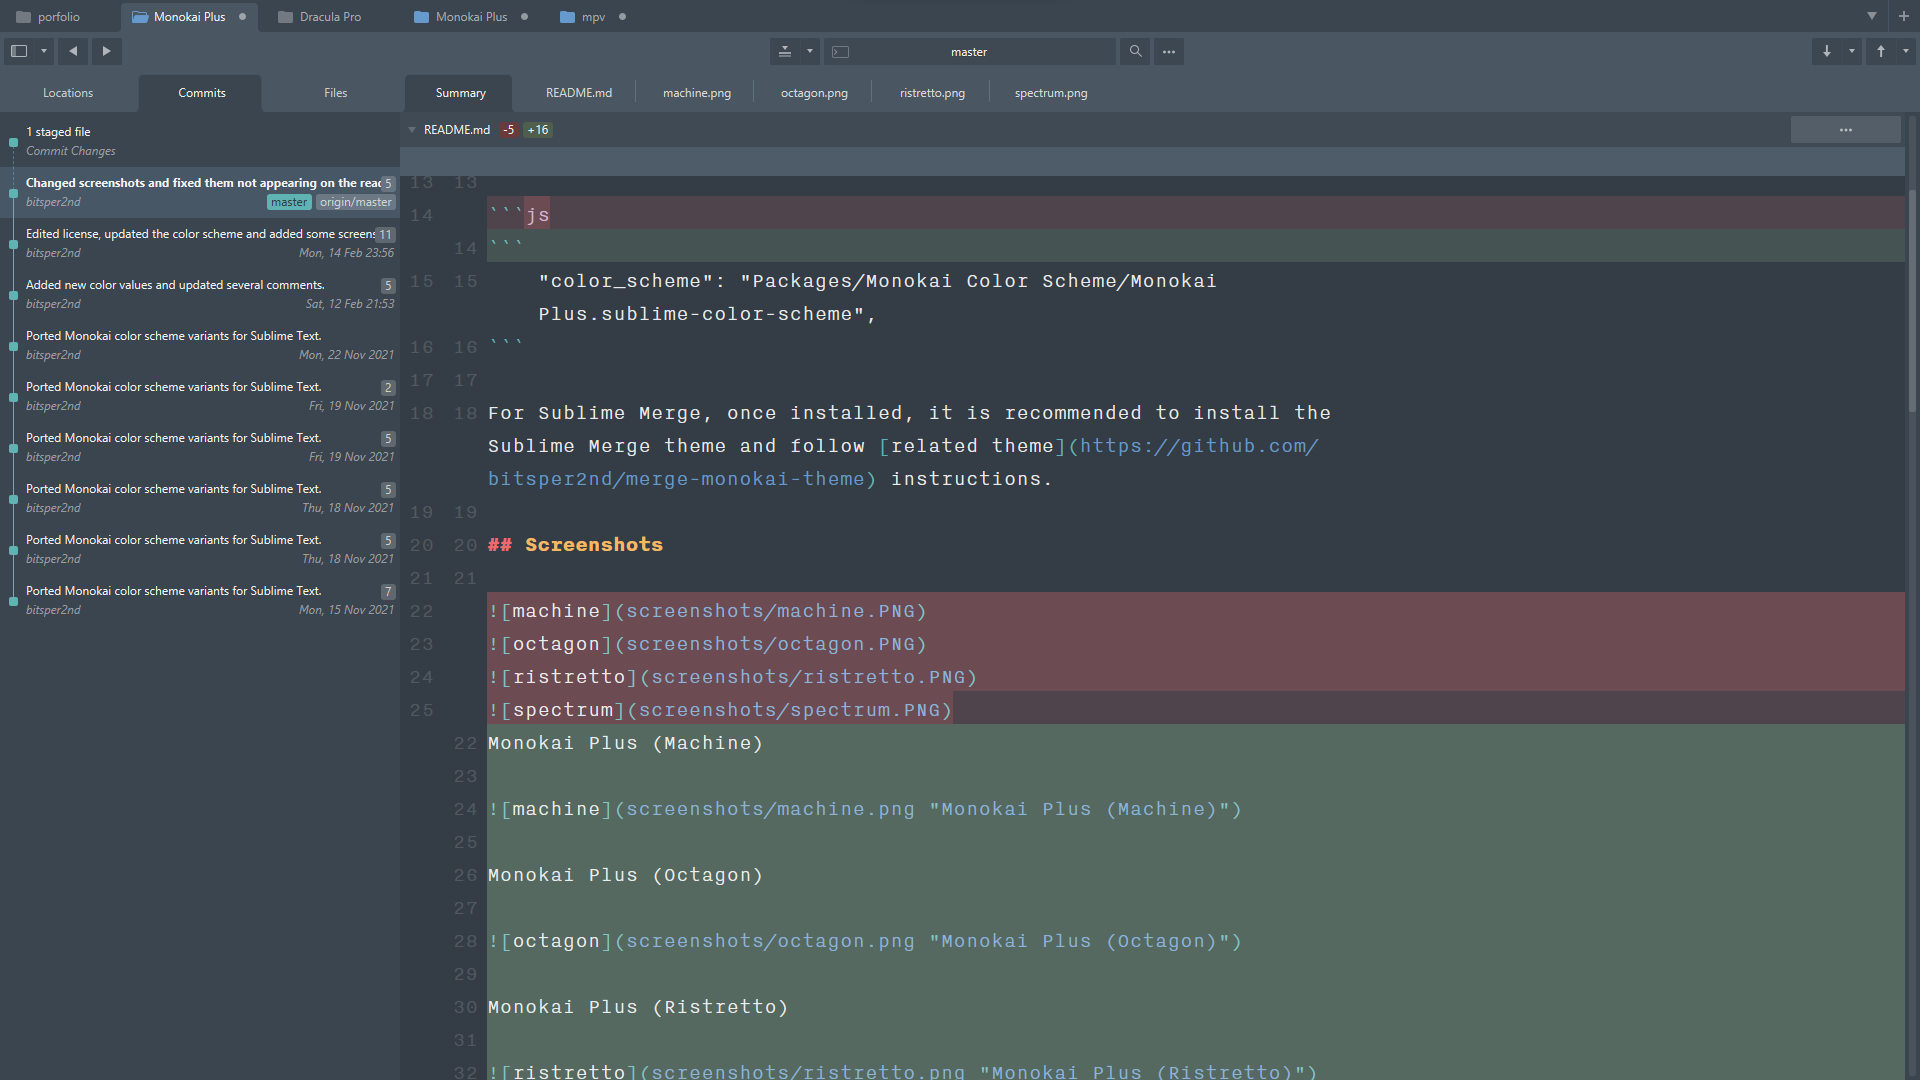 porfolio
Monokai Plus
Dracula Pro
Monokai Plus
mpv
master
Locations
Commits
Files
Summary
README.md
machine.png
octagon.png
ristretto.png
spectrum.png
1 staged file
Commit Changes
Changed screenshots and fixed them not appearing on the rea 5
bitsper2nd master origin/master
Edited license, updated the color scheme and added some screens 11
bitsper2nd Mon, 14 Feb 23:56
Added new color values and updated several comments. 5
bitsper2nd Sat, 12 Feb 21:53
Ported Monokai color scheme variants for Sublime Text.
bitsper2nd Mon, 22 Nov 2021
Ported Monokai color scheme variants for Sublime Text. 2
bitsper2nd Fri, 19 Nov 2021
Ported Monokai color scheme variants for Sublime Text. 5
bitsper2nd Fri, 19 Nov 2021
Ported Monokai color scheme variants for Sublime Text. 5
bitsper2nd Thu, 18 Nov 2021
Ported Monokai color scheme variants for Sublime Text. 5
bitsper2nd Thu, 18 Nov 2021
Ported Monokai color scheme variants for Sublime Text. 7
bitsper2nd Mon, 15 Nov 2021
README.md -5 +16
13 13
14 ```js
14 ```
15 15 "color_scheme": "Packages/Monokai Color Scheme/Monokai
Plus.sublime-color-scheme",
16 16 ```
17 17
18 18 For Sublime Merge, once installed, it is recommended to install the
Sublime Merge theme and follow [related theme](https://github.com/
bitsper2nd/merge-monokai-theme) instructions.
19 19
20 20 ## Screenshots
21 21
22 ![machine](screenshots/machine.PNG)
23 ![octagon](screenshots/octagon.PNG)
24 ![ristretto](screenshots/ristretto.PNG)
25 ![spectrum](screenshots/spectrum.PNG)
22 Monokai Plus (Machine)
23
24 ![machine](screenshots/machine.png "Monokai Plus (Machine)")
25
26 Monokai Plus (Octagon)
27
28 ![octagon](screenshots/octagon.png "Monokai Plus (Octagon)")
29
30 Monokai Plus (Ristretto)
31
32 ![ristretto](screenshots/ristretto.png "Monokai Plus (Ristretto)")